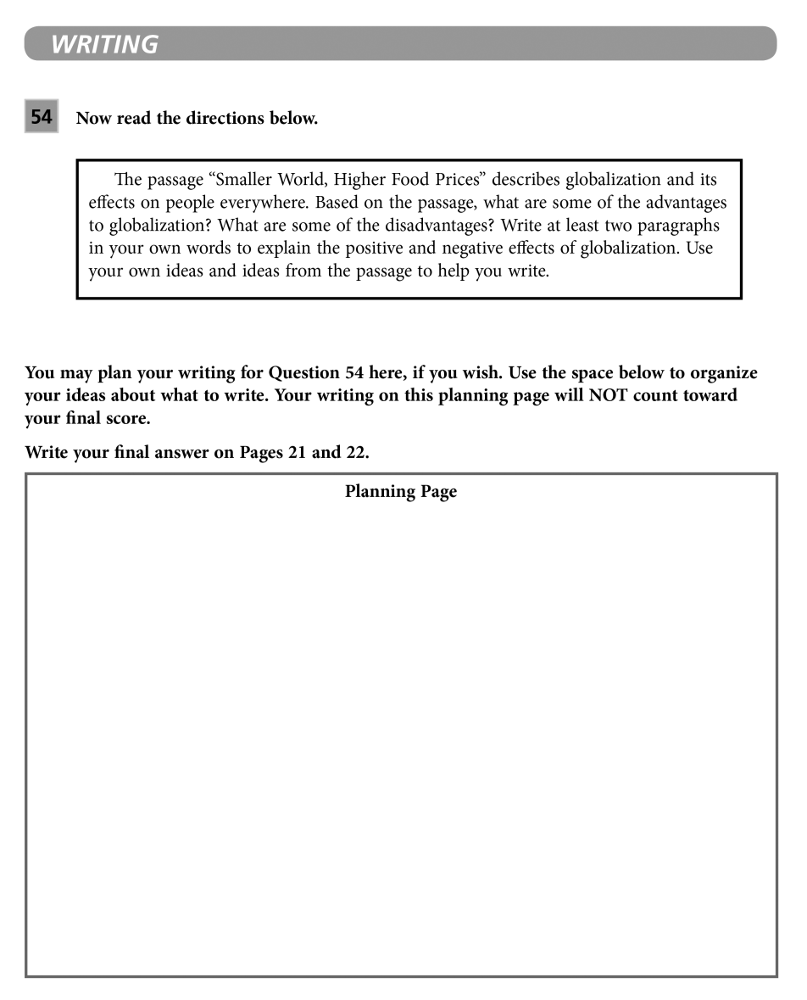 WRITING
54 Now read the directions below.
The passage “Smaller World, Higher Food Prices” describes globalization and its
effects on people everywhere. Based on the passage, what are some of the advantages
to globalization? What are some of the disadvantages? Write at least two paragraphs
in your own words to explain the positive and negative effects of globalization. Use
your own ideas and ideas from the passage to help you write.
You may plan your writing for Question 54 here, if you wish. Use the space below to organize
your ideas about what to write. Your writing on this planning page will NOT count toward
your final score.
Write your final answer on Pages 21 and 22.
Planning Page